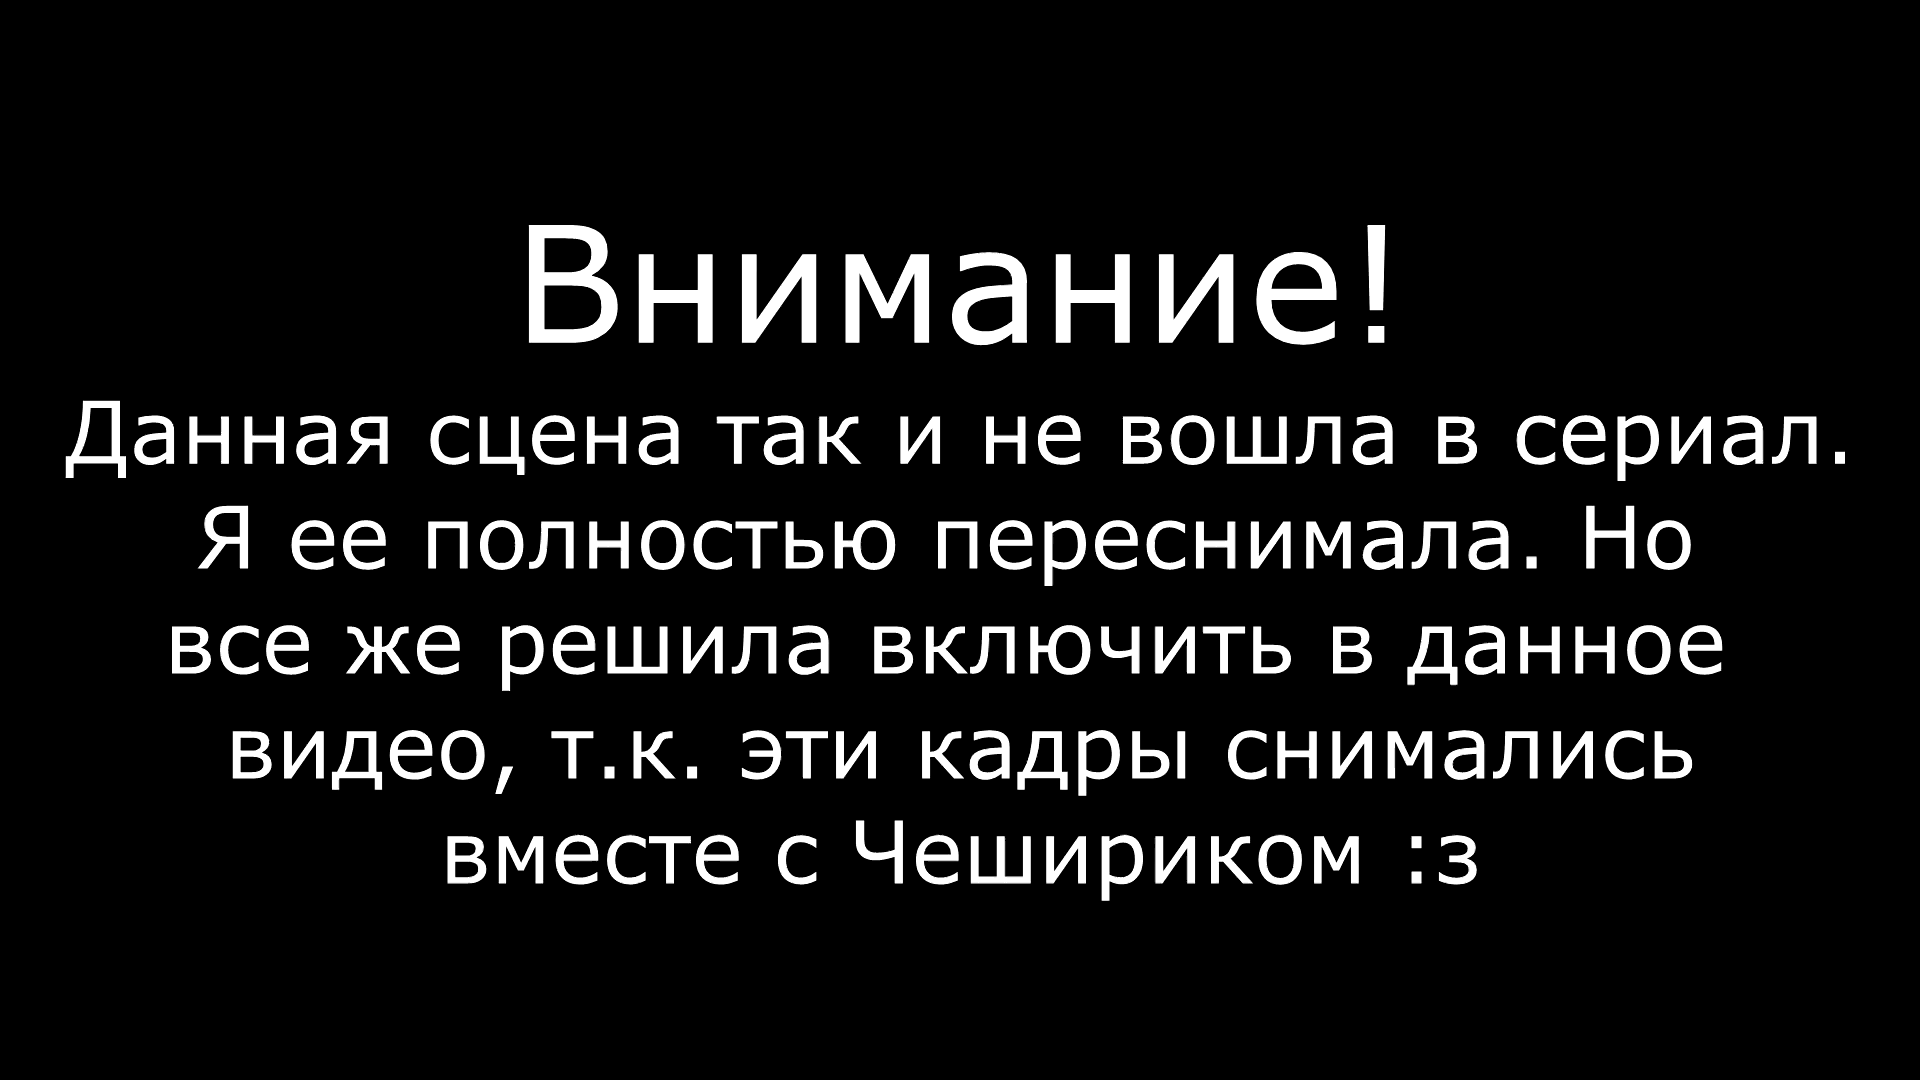 Внимание!
Данная сцена так и не вошла в сериал.
Я ее полностью переснимала. Но
все же решила включить в данное
видео, т.к. эти кадры снимались
вместе с Чешириком :з